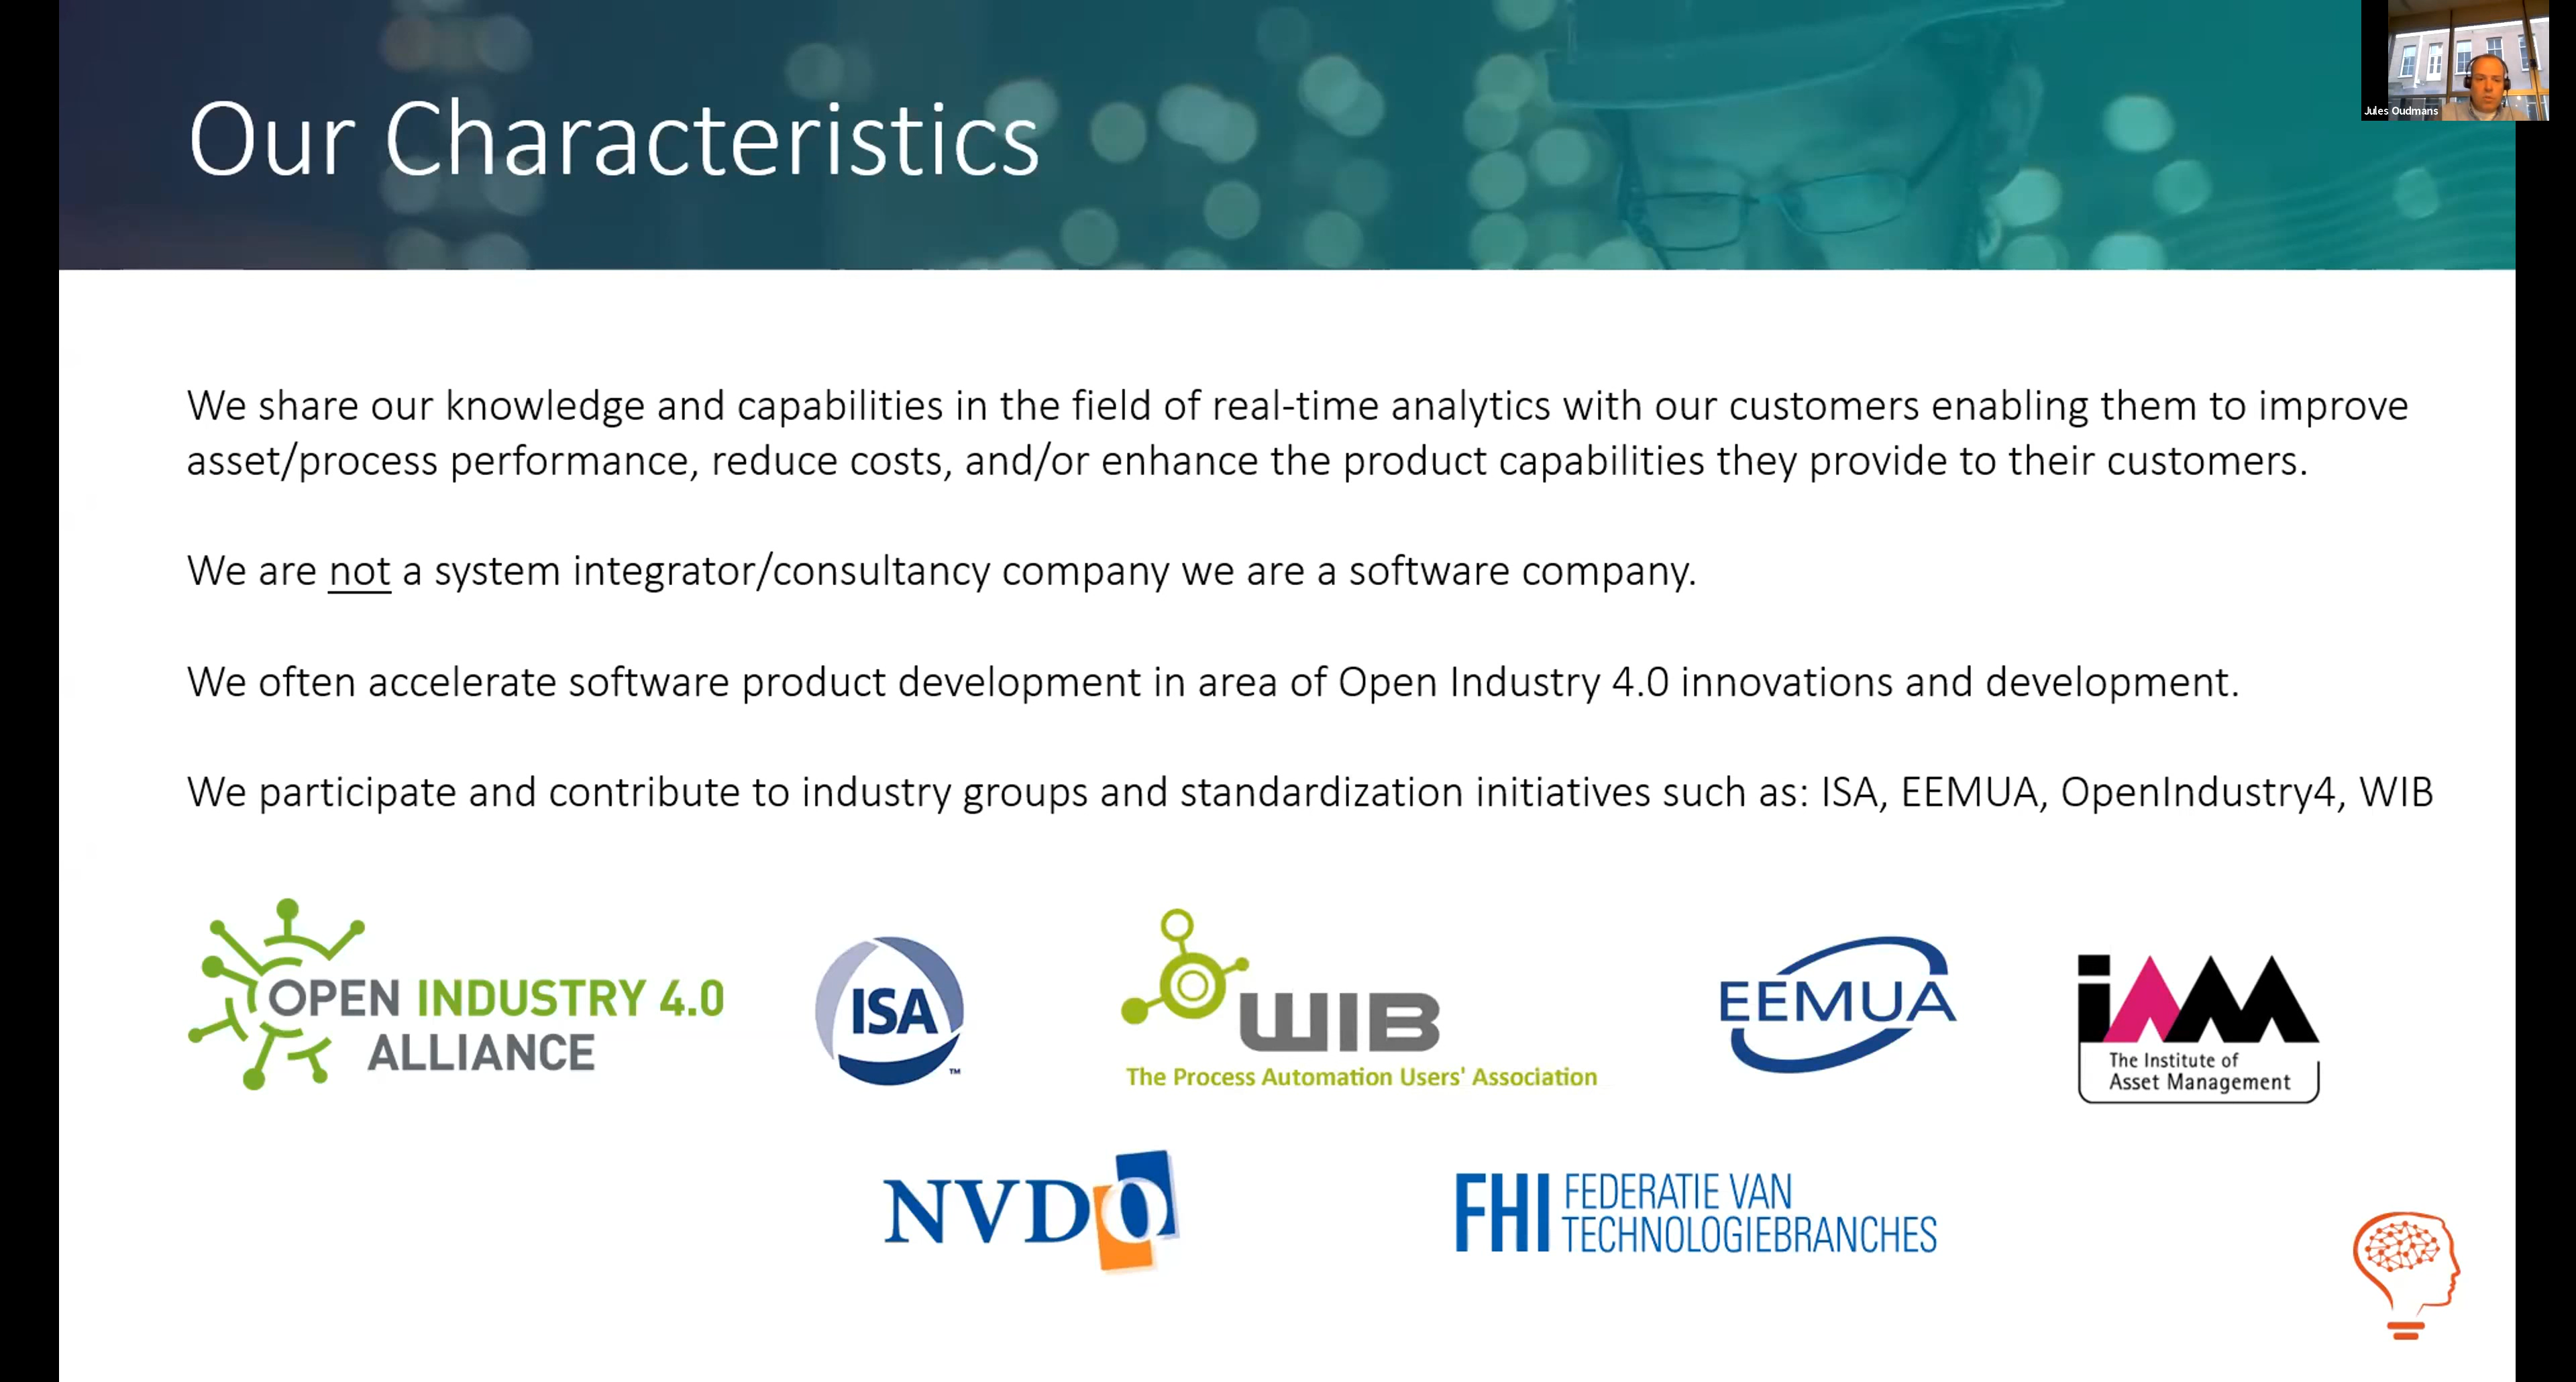 Our Characteristics
Jules Oudmans
We share our knowledge and capabilities in the field of real-time analytics with our customers enabling them to improve
asset/process performance, reduce costs, and/or enhance the product capabilities they provide to their customers.
We are not a system integrator/consultancy company we are a software company.
We often accelerate software product development in area of Open Industry 4.0 innovations and development.
We participate and contribute to industry groups and standardization initiatives such as: ISA, EEMUA, OpenIndustry4, WIB
OPEN INDUSTRY 4.0
ALLIANCE
ISA
™
WIB
The Process Automation Users' Association
EEMUA
iAM
The Institute of
Asset Management
NVDO
FHI FEDERATIE VAN
TECHNOLOGIEBRANCHES